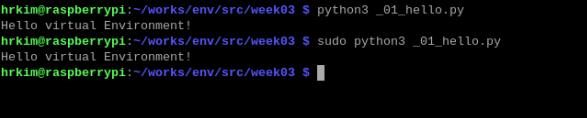 hrkim@raspberrypi:~/works/env/src/week03 $ python3 _01_hello.py
Hello virtual Environment!
hrkim@raspberrypi:~/works/env/src/week03 $ sudo python3 _01_hello.py
Hello virtual Environment!
hrkim@raspberrypi:~/works/env/src/week03 $